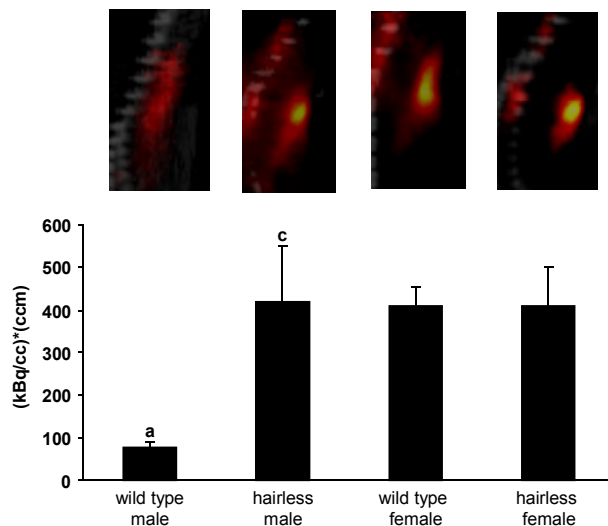 600
500
400
300
200
100
0
(kBq/cc)*(ccm)
a
c
wild type
male
hairless
male
wild type
female
hairless
female